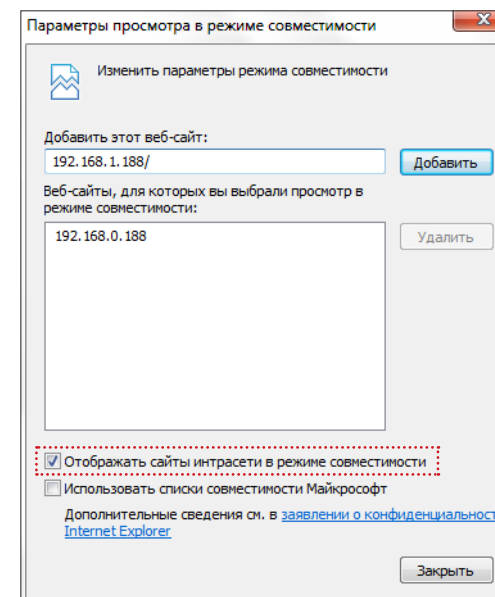 Параметры просмотра в режиме совместимости
Изменить параметры режима совместимости
Добавить этот веб-сайт:
192.168.1.188/
Добавить
Веб-сайты, для которых вы выбрали просмотр в
режиме совместимости:
192.168.0.188
Удалить
Отображать сайты интрасети в режиме совместимости
Использовать списки совместимости Майкрософт
Дополнительные сведения см. в заявлении о конфиденциальност
Internet Explorer
Закрыть